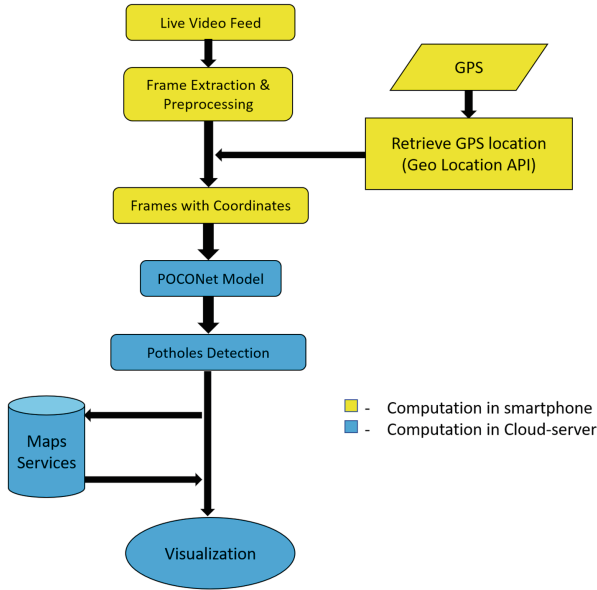 Live Video Feed
Frame Extraction &
Preprocessing
GPS
Retrieve GPS location
(Geo Location API)
Frames with Coordinates
POCONet Model
Potholes Detection
Maps
Services
- Computation in smartphone
- Computation in Cloud-server
Visualization